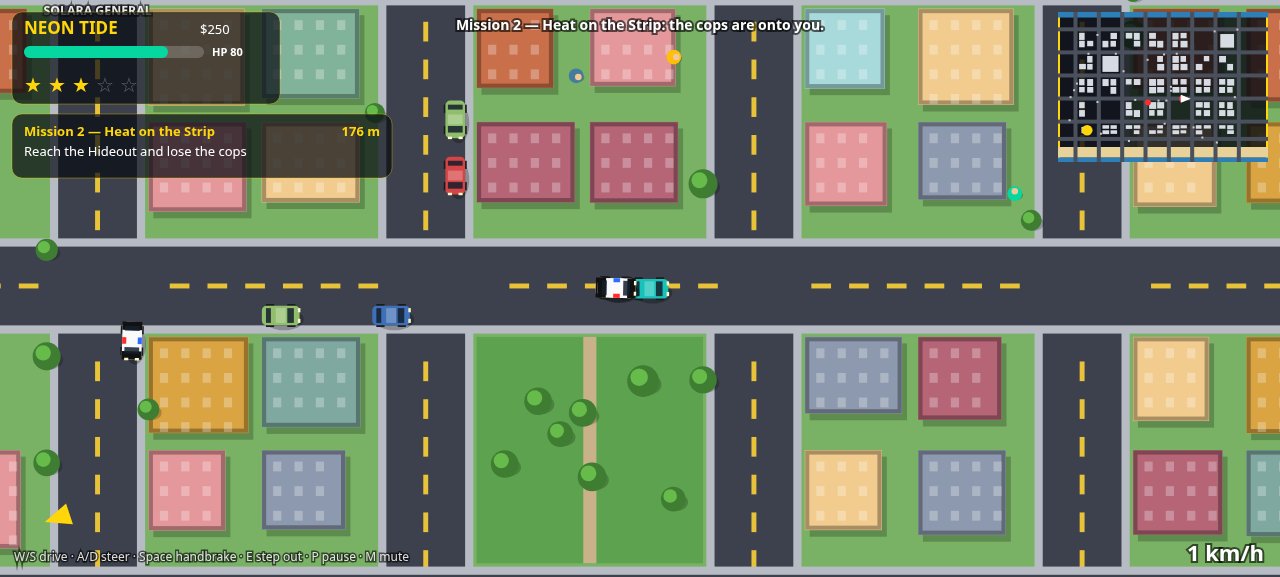 SOLARA GENERAL
NEON TIDE $250
HP 80
Mission 2 — Heat on the Strip: the cops are onto you.
Mission 2 — Heat on the Strip 176 m
Reach the Hideout and lose the cops
W/S drive · A/D steer · Space handbrake · E step out · P pause · M mute
1 km/h